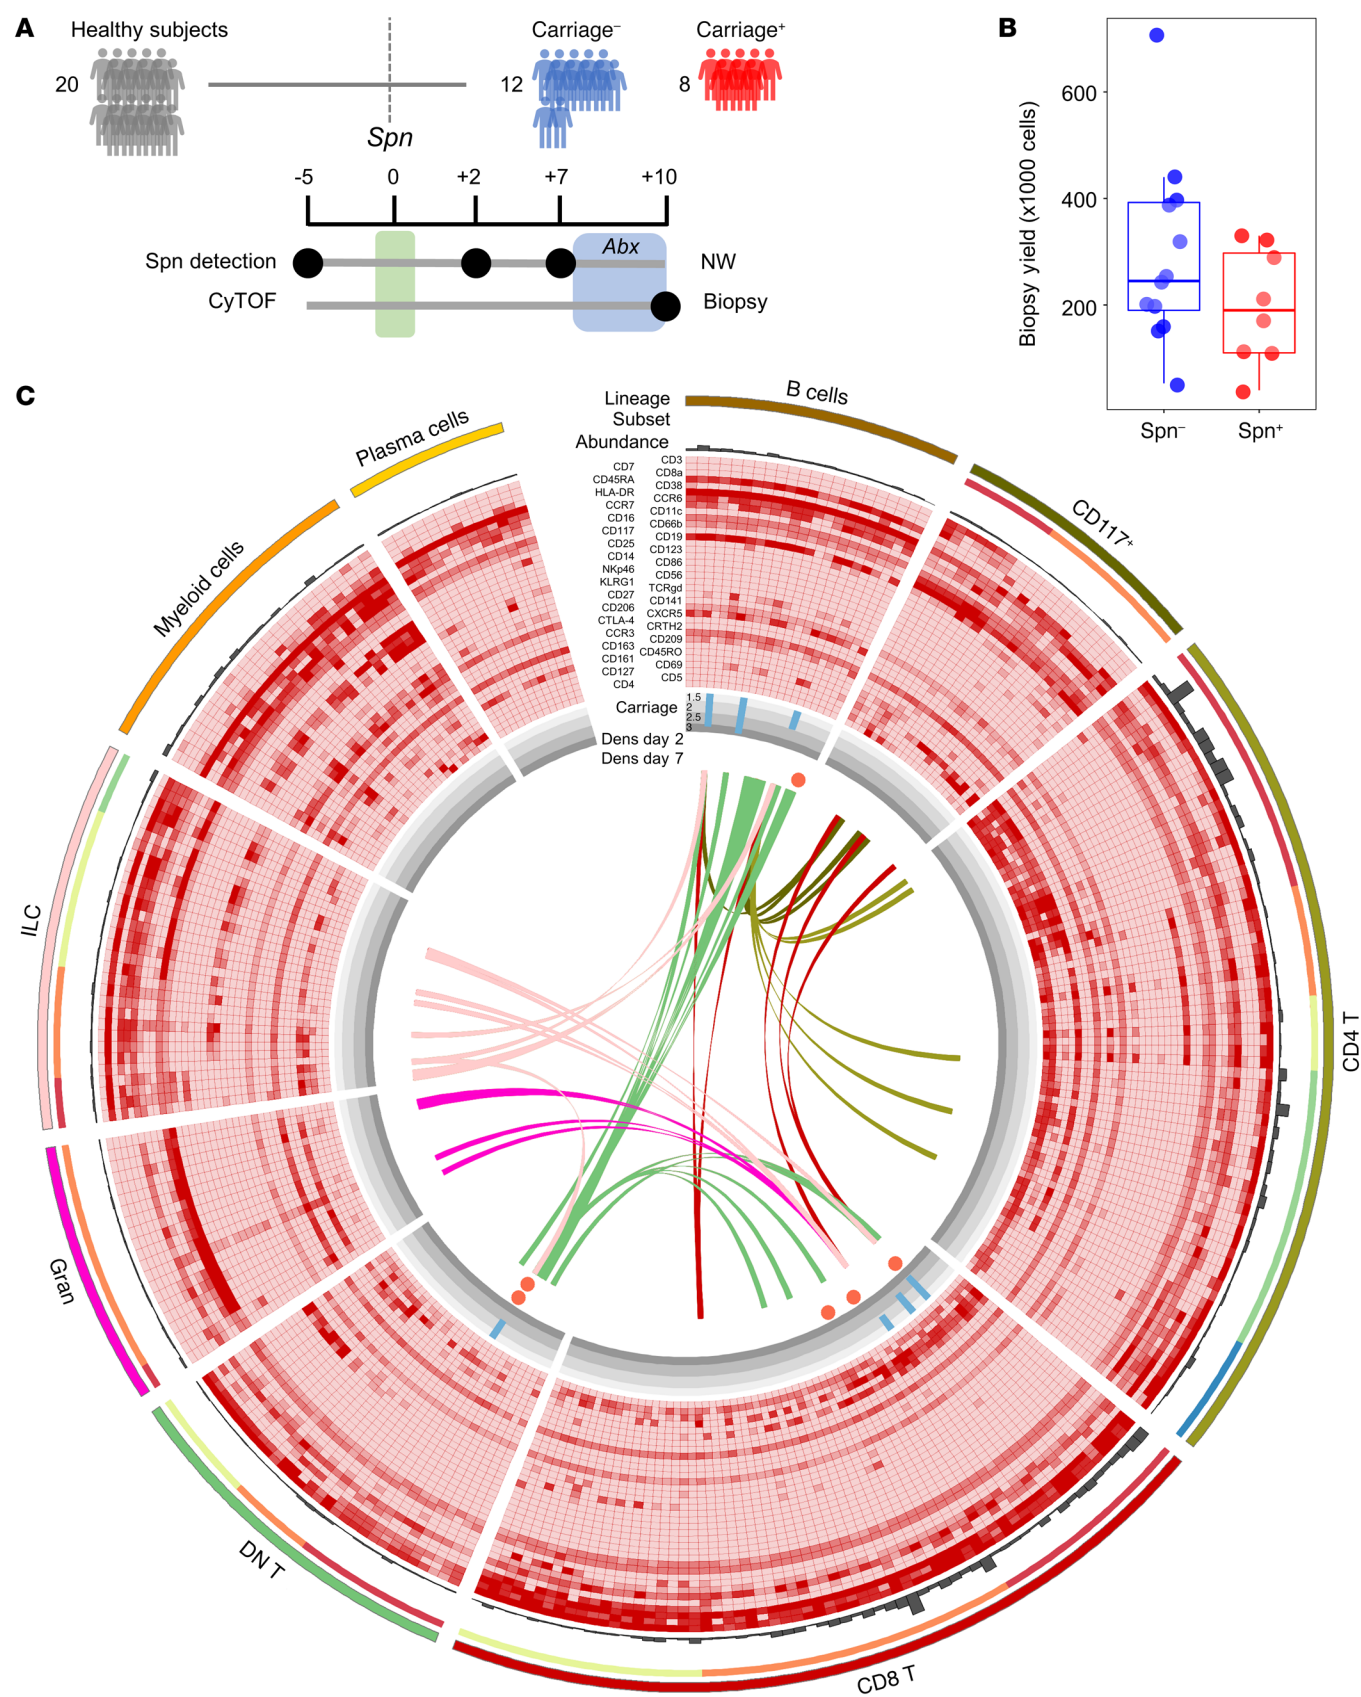 A
Healthy subjects
Carriage–
Carriage+
20
12
8
Spn
-5 0 +2 +7 +10
Abx
Spn detection
NW
CyTOF
Biopsy
B
Biopsy yield (x1000 cells)
600
400
200
Spn–
Spn+
C
Lineage
Subset
Abundance
CD3
CD7
CD8a
CD45RA
CD38
HLA-DR
CCR6
CCR7
CD11c
CD16
CD66b
CD117
CD19
CD25
CD123
CD14
CD86
NKp46
CD56
KLRG1
TCRgd
CD27
CD141
CD206
CXCR5
CTLA-4
CRTH2
CCR3
CD209
CD163
CD45RO
CD161
CD69
CD127
CD5
CD4
Carriage
1.5
2
2.5
3
Dens day 2
Dens day 7
B cells
CD117+
CD4 T
CD8 T
DN T
Gran
ILC
Myeloid cells
Plasma cells